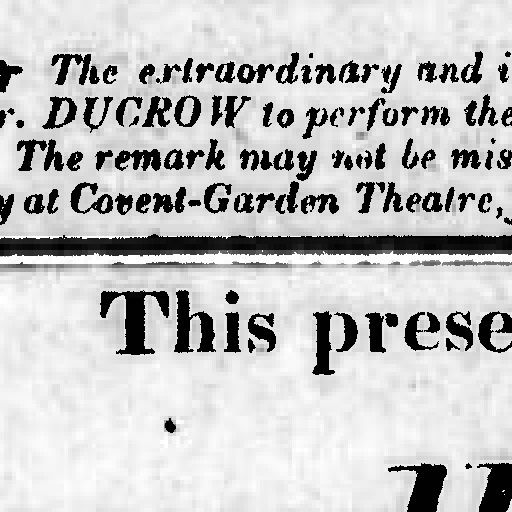 r The extraordinary and i
r. DUCROW to perform the
The remark may not be mis
y at Covent-Garden Theatre,
This prese